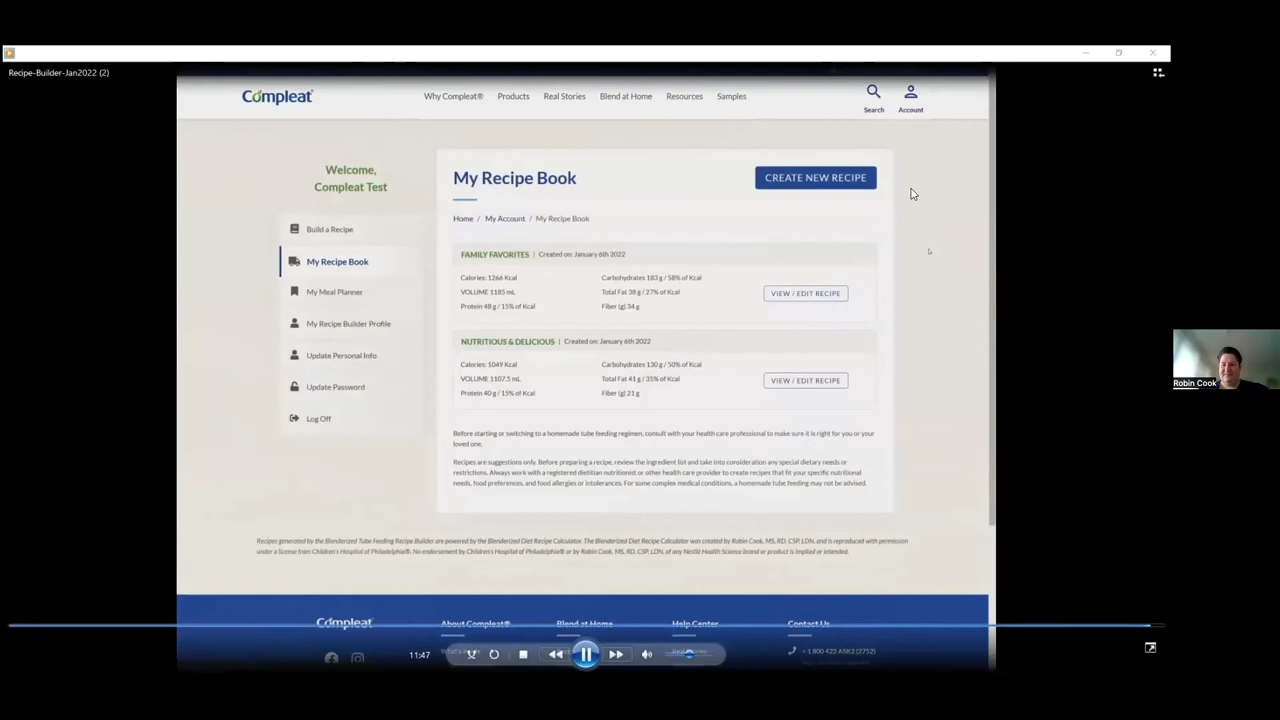 Recipe-Builder-Jan2022 (2)
Compleat
Why Compleat® Products Real Stories Blend at Home Resources Samples
Search Account
Welcome,
Compleat Test
Build a Recipe
My Recipe Book
My Meal Planner
My Recipe Builder Profile
Update Personal Info
Update Password
Log Off
My Recipe Book
CREATE NEW RECIPE
Home / My Account / My Recipe Book
FAMILY FAVORITES | Created on: January 6th 2022
Calories: 1266 Kcal Carbohydrates 183 g / 58% of Kcal
VOLUME 1185 mL Total Fat 38 g / 27% of Kcal
Protein 48 g / 15% of Kcal Fiber (g) 34 g
VIEW / EDIT RECIPE
NUTRITIOUS & DELICIOUS | Created on: January 6th 2022
Calories: 1049 Kcal Carbohydrates 130 g / 50% of Kcal
VOLUME 1107.5 mL Total Fat 41 g / 35% of Kcal
Protein 40 g / 15% of Kcal Fiber (g) 21 g
VIEW / EDIT RECIPE
Before starting or switching to a homemade tube feeding regimen, consult with your health care professional to make sure it is right for you or your
loved one.
Recipes are suggestions only. Before preparing a recipe, review the ingredient list and take into consideration any special dietary needs or
restrictions. Always work with a registered dietitian nutritionist or other health care provider to create recipes that fit your specific nutritional
needs, food preferences, and food allergies or intolerances. For some complex medical conditions, a homemade tube feeding may not be advised.
Recipes generated by the Blenderized Tube Feeding Recipe Builder are powered by the Blenderized Diet Recipe Calculator. The Blenderized Diet Recipe Calculator was created by Robin Cook, MS, RD, CSP, LDN, and is reproduced with permission
under a license from Children's Hospital of Philadelphia®. No endorsement by Children's Hospital of Philadelphia® or by Robin Cook, MS, RD, CSP, LDN, of any Nestlé Health Science brand or product is implied or intended.
Compleat About Compleat® Blend at Home Help Center Contact Us
+ 1 800 422 ASK2 (2752)
11:47
Robin Cook